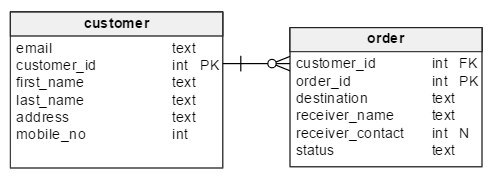 customer
email text
customer_id int PK
first_name text
last_name text
address text
mobile_no int
order
customer_id int FK
order_id int PK
destination text
receiver_name text
receiver_contact int N
status text